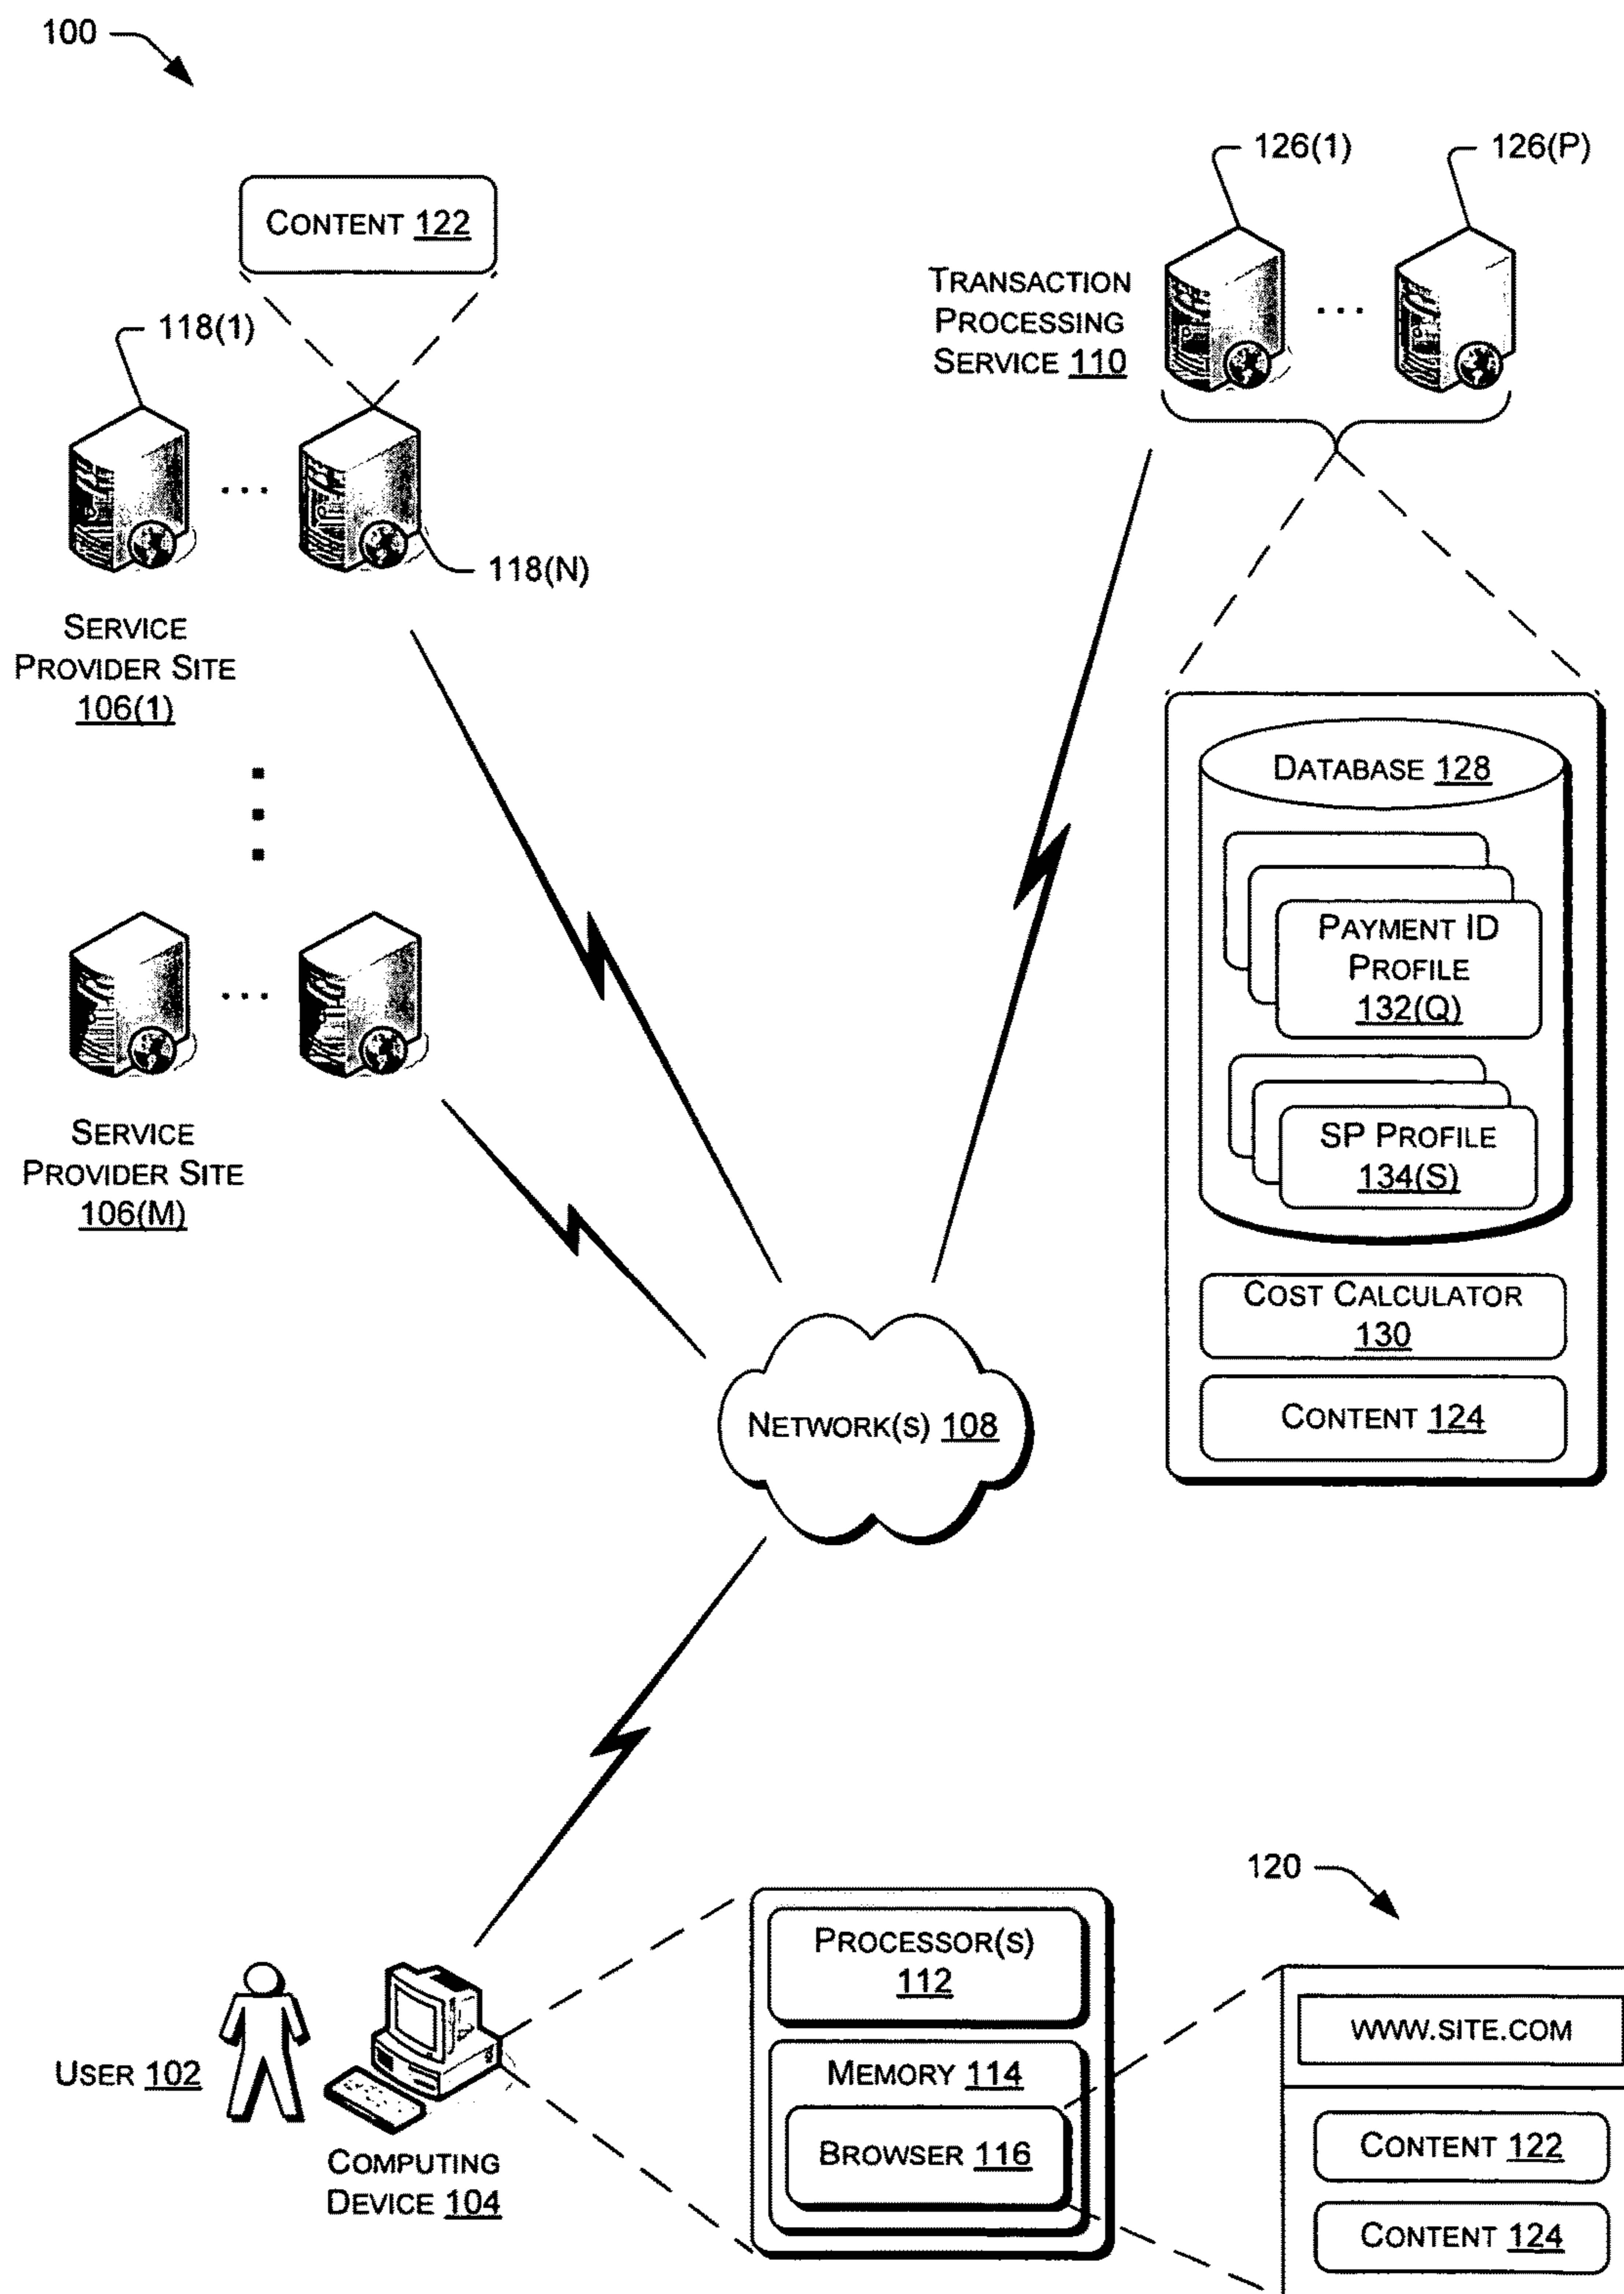 100
CONTENT 122
118(1)
118(N)
SERVICE
PROVIDER SITE
106(1)
SERVICE
PROVIDER SITE
106(M)
126(1)
126(P)
TRANSACTION
PROCESSING
SERVICE 110
DATABASE 128
PAYMENT ID
PROFILE
132(Q)
SP PROFILE
134(S)
COST CALCULATOR
130
CONTENT 124
NETWORK(S) 108
USER 102
COMPUTING
DEVICE 104
PROCESSOR(S)
112
MEMORY 114
BROWSER 116
120
WWW.SITE.COM
CONTENT 122
CONTENT 124